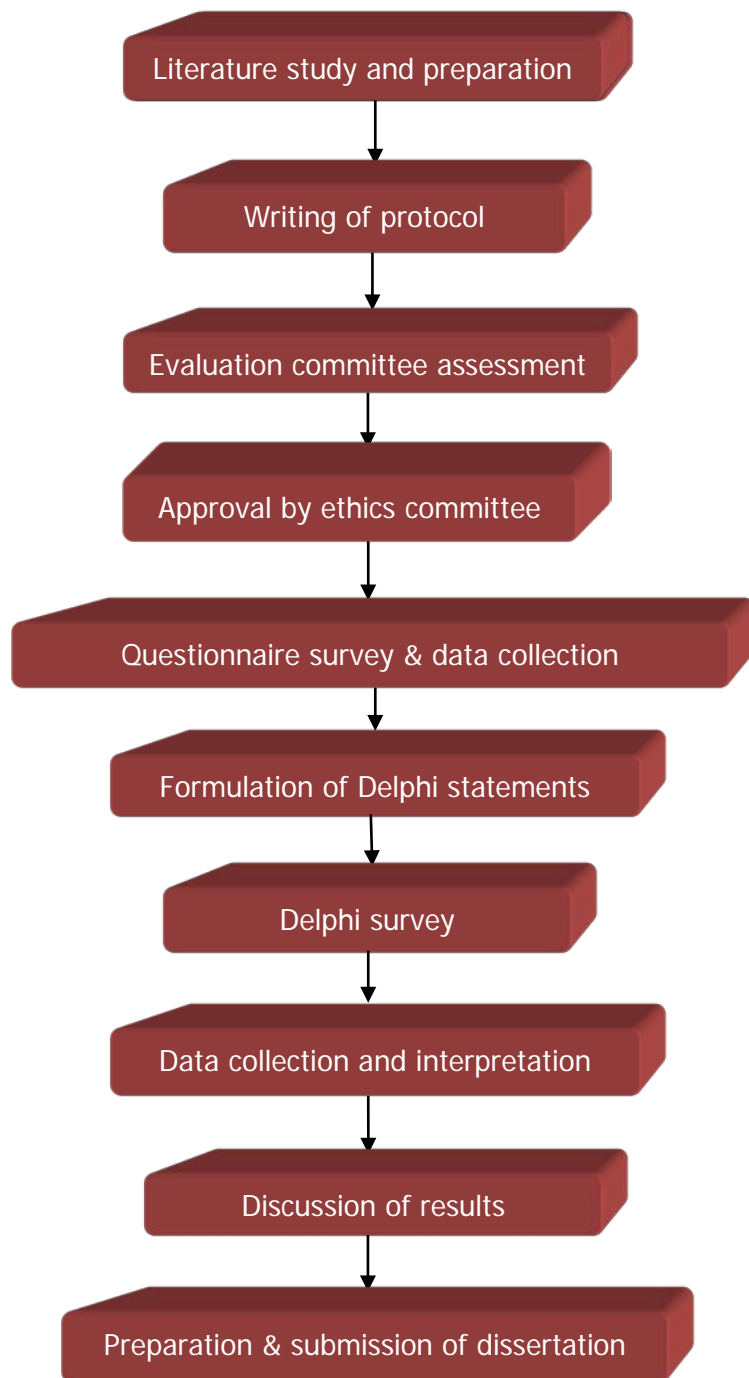 Literature study and preparation
Writing of protocol
Evaluation committee assessment
Approval by ethics committee
Questionnaire survey & data collection
Formulation of Delphi statements
Delphi survey
Data collection and interpretation
Discussion of results
Preparation & submission of dissertation